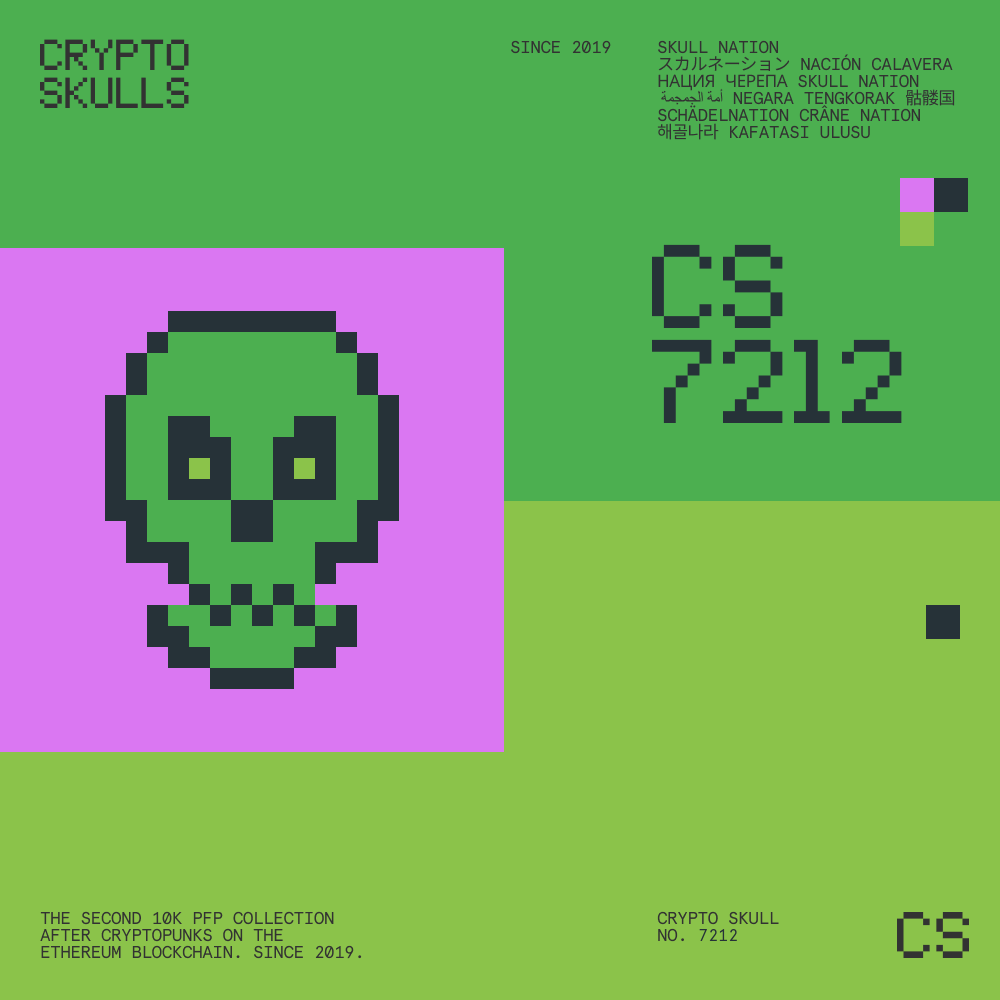 CRYPTO
SKULLS
SINCE 2019
SKULL NATION
スカルネーション NACIÓN CALAVERA
НАЦИЯ ЧЕРЕПА SKULL NATION
أمة الجمجمة NEGARA TENGKORAK 骷髅国
SCHÄDELNATION CRÂNE NATION
해골나라 KAFATASI ULUSU
CS
7212
THE SECOND 10K PFP COLLECTION
AFTER CRYPTOPUNKS ON THE
ETHEREUM BLOCKCHAIN. SINCE 2019.
CRYPTO SKULL
NO. 7212
CS